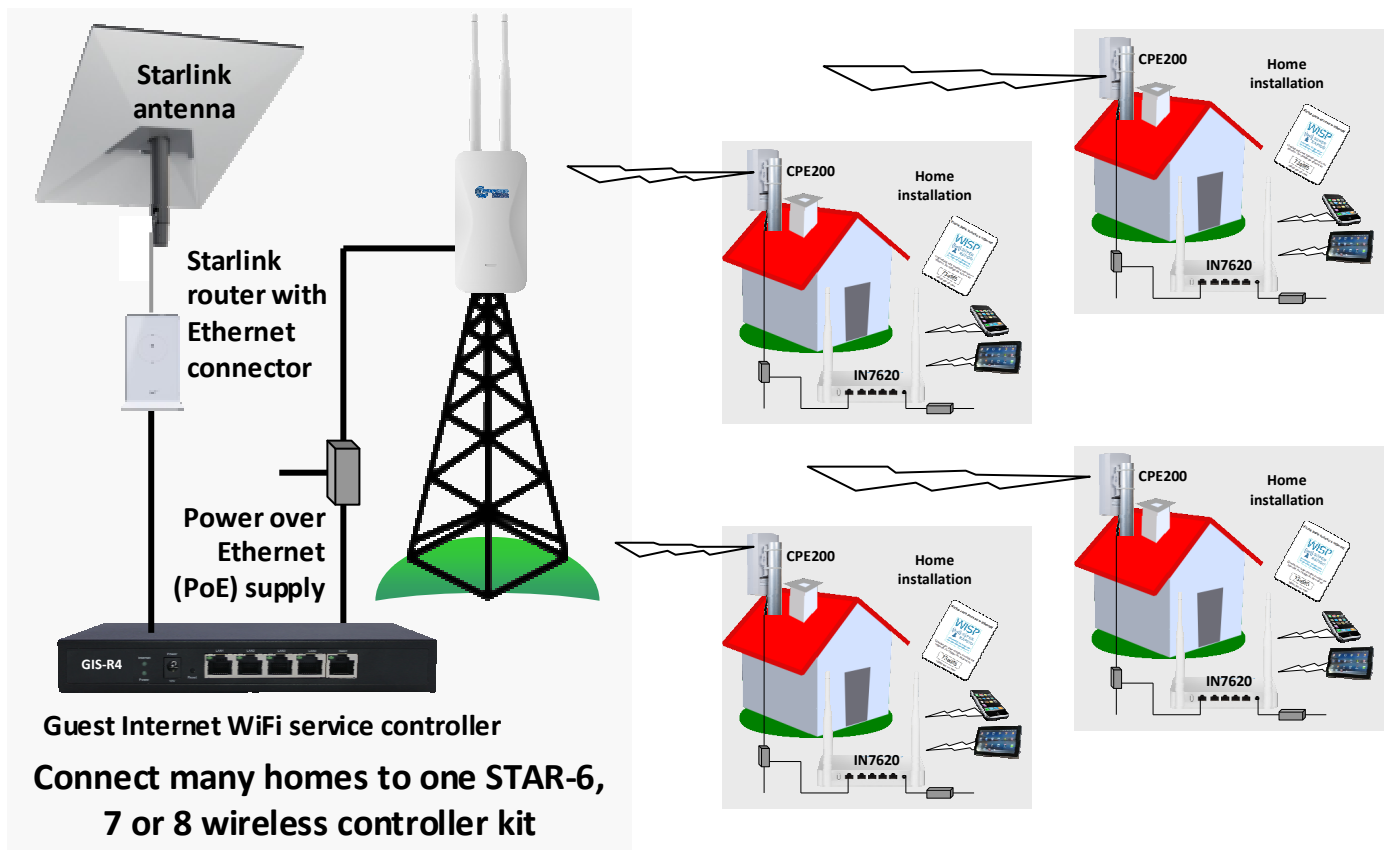 Starlink
antenna
Starlink
router with
Ethernet
connector
Power over
Ethernet
(PoE) supply
GIS-R4
Guest Internet WiFi service controller
Connect many homes to one STAR-6,
7 or 8 wireless controller kit
CPE200
Home
installation
WISP
IN7620
CPE200
Home
installation
WISP
IN7620
CPE200
Home
installation
WISP
IN7620
CPE200
Home
installation
WISP
IN7620